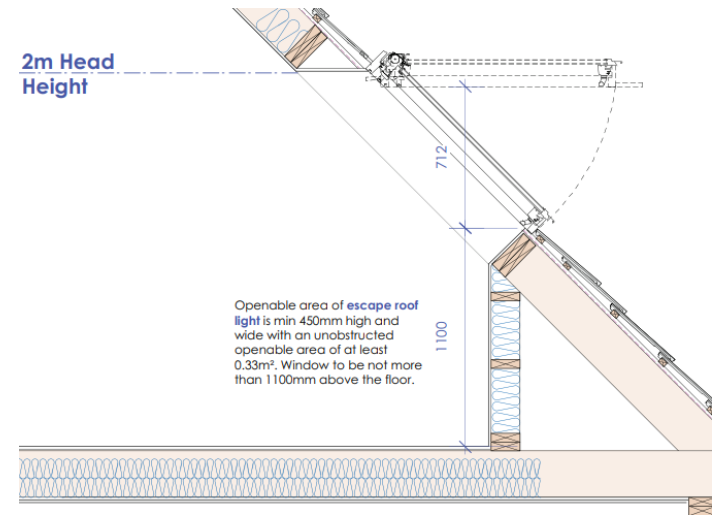 2m Head
Height
712
Openable area of escape roof
light is min 450mm high and
wide with an unobstructed
openable area of at least
0.33m². Window to be not more
than 1100mm above the floor.
1100